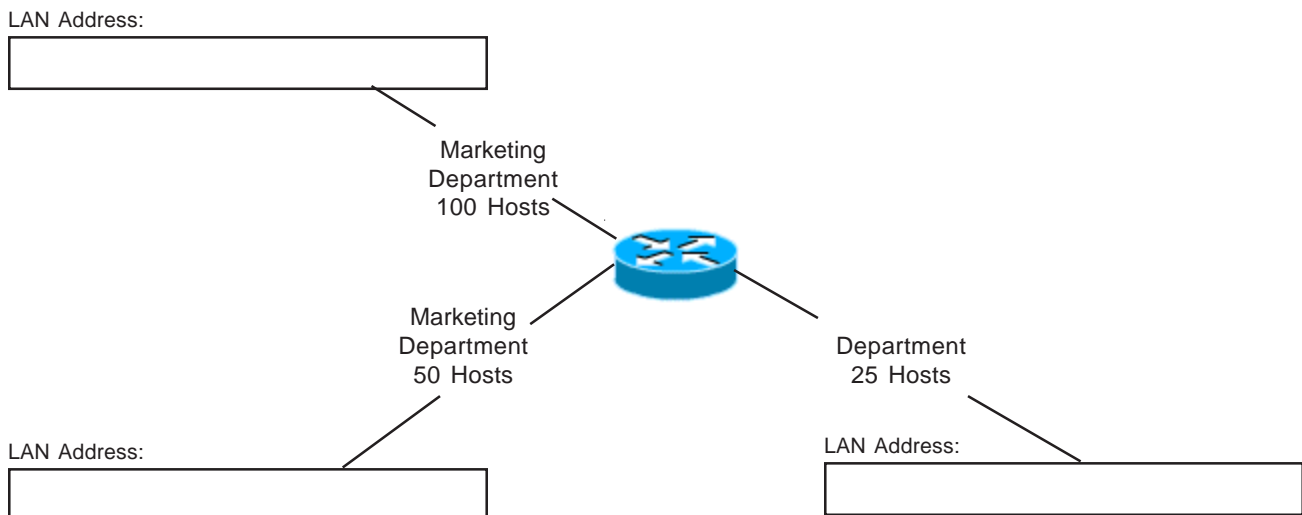 LAN Address:
Marketing
Department
100 Hosts
Marketing
Department
50 Hosts
Department
25 Hosts
LAN Address:
LAN Address: